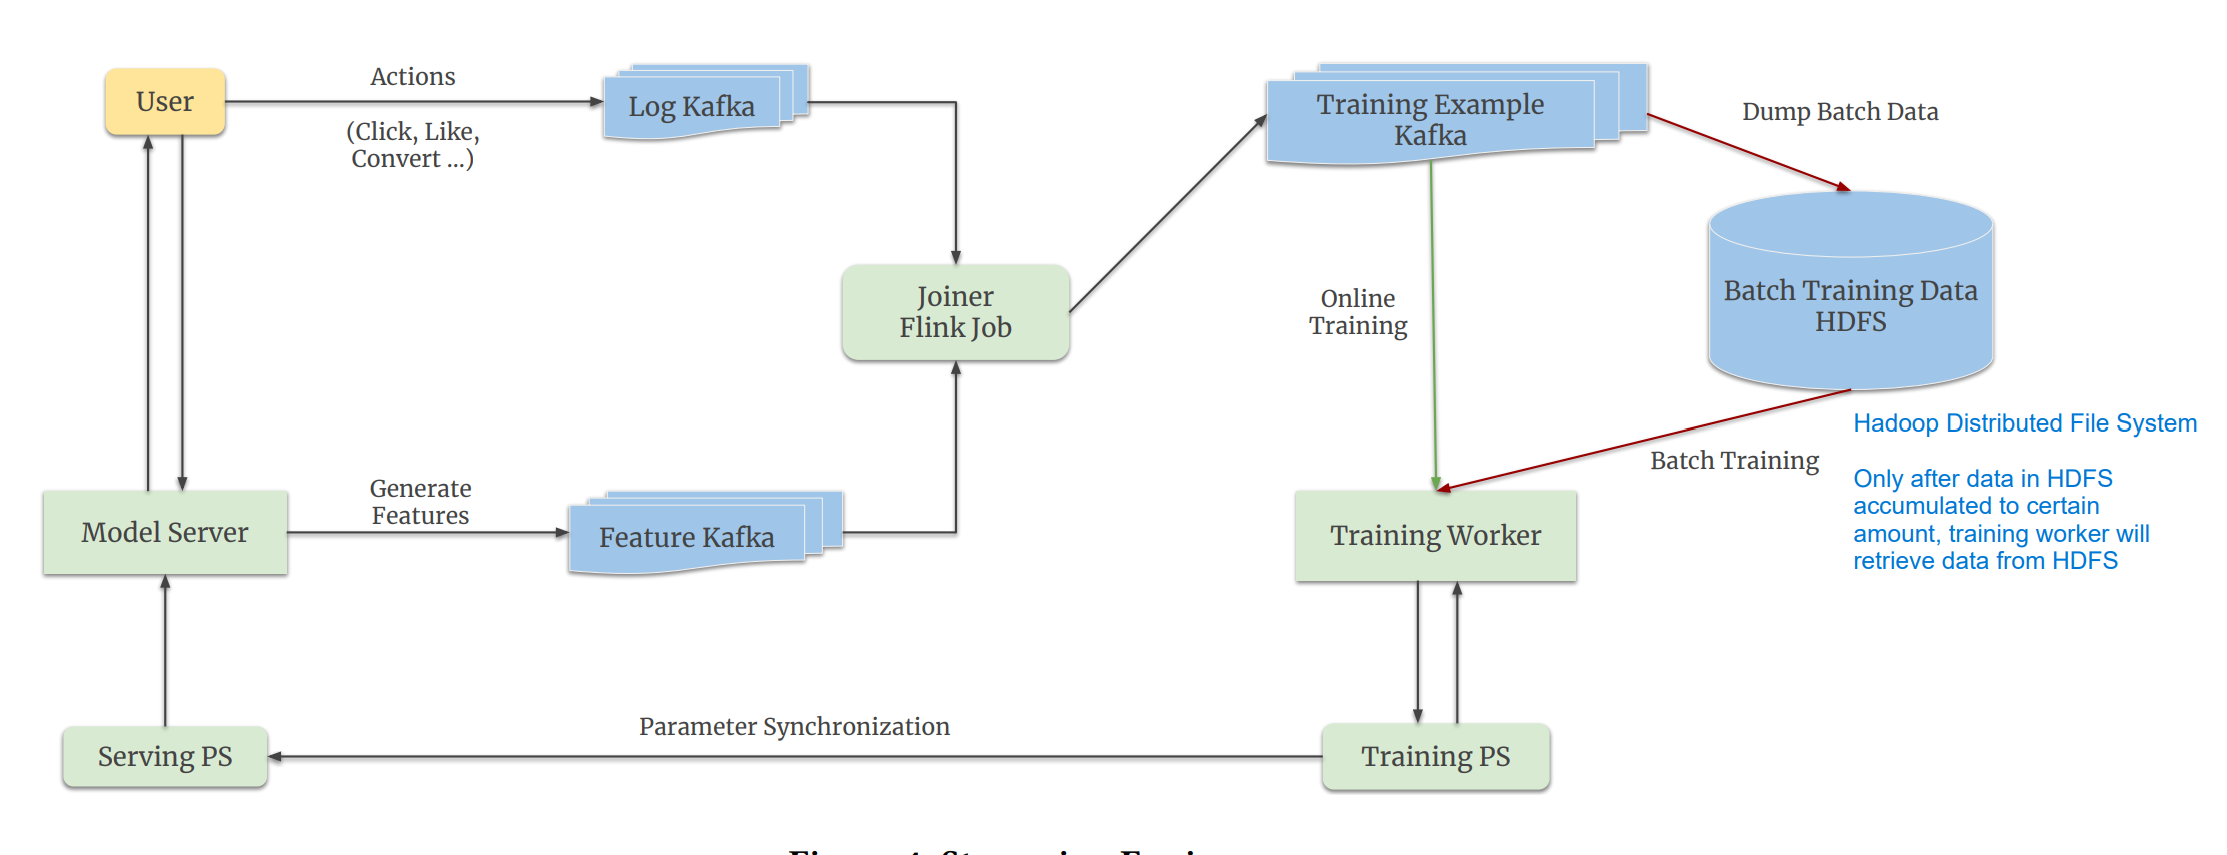 User
Actions
(Click, Like,
Convert ...)
Log Kafka
Training Example
Kafka
Dump Batch Data
Joiner
Flink Job
Online
Training
Batch Training Data
HDFS
Hadoop Distributed File System
Batch Training
Only after data in HDFS
accumulated to certain
amount, training worker will
retrieve data from HDFS
Model Server
Generate
Features
Feature Kafka
Training Worker
Serving PS
Parameter Synchronization
Training PS